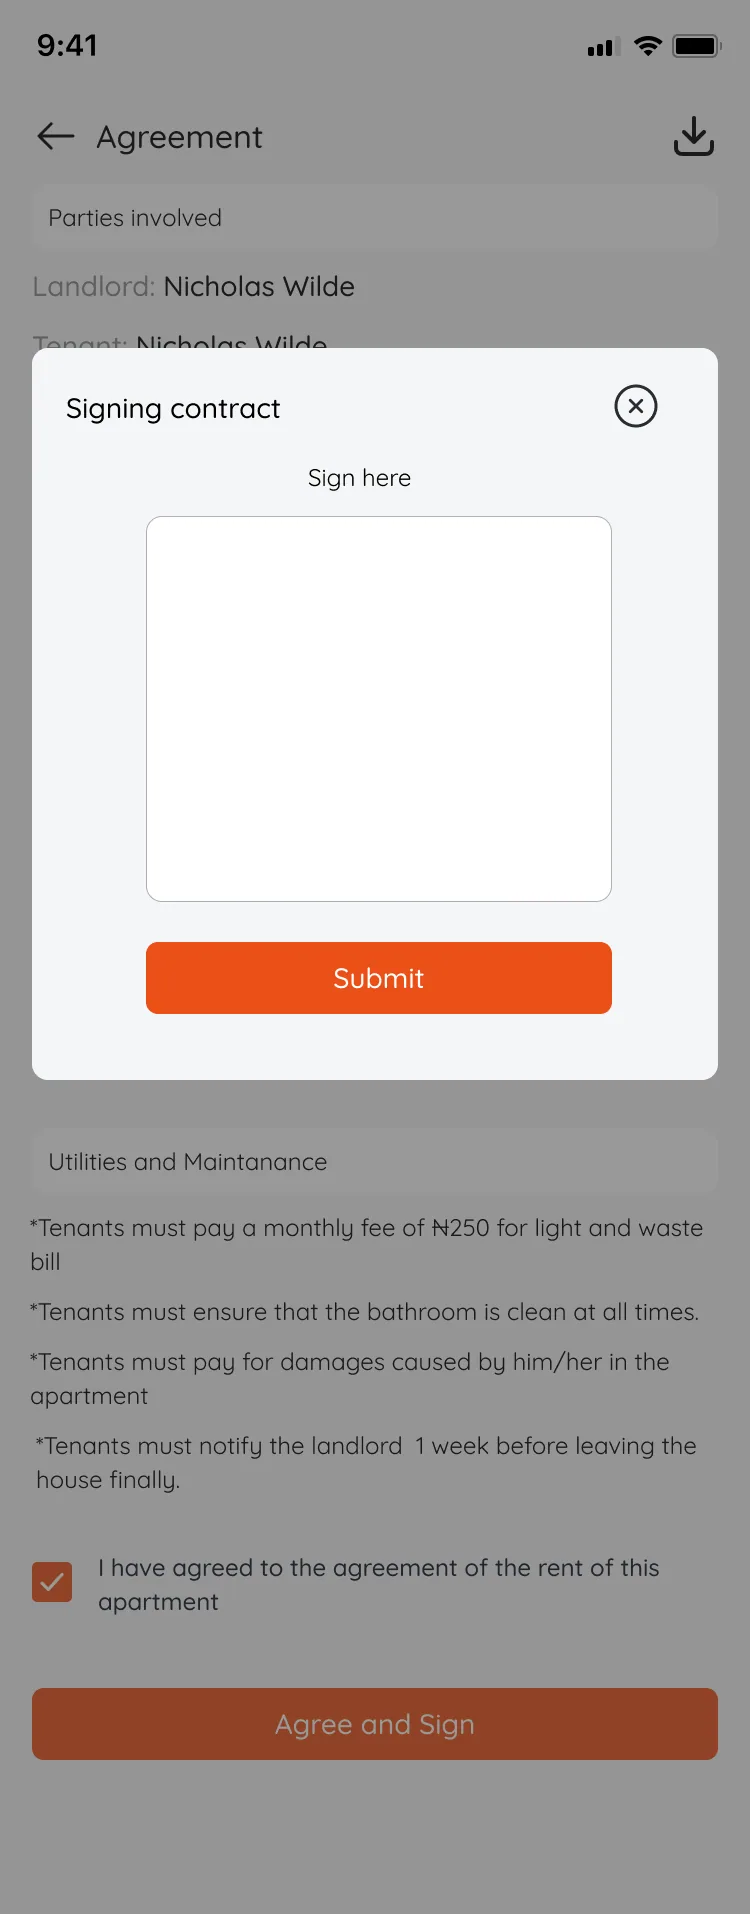 9:41
Agreement
Parties involved
Landlord: Nicholas Wilde
Tenant: Nicholas Wilde
Signing contract
Sign here
Submit
Utilities and Maintanance
*Tenants must pay a monthly fee of ₦250 for light and waste
bill
*Tenants must ensure that the bathroom is clean at all times.
*Tenants must pay for damages caused by him/her in the
apartment
*Tenants must notify the landlord  1 week before leaving the
house finally.
I have agreed to the agreement of the rent of this
apartment
Agree and Sign